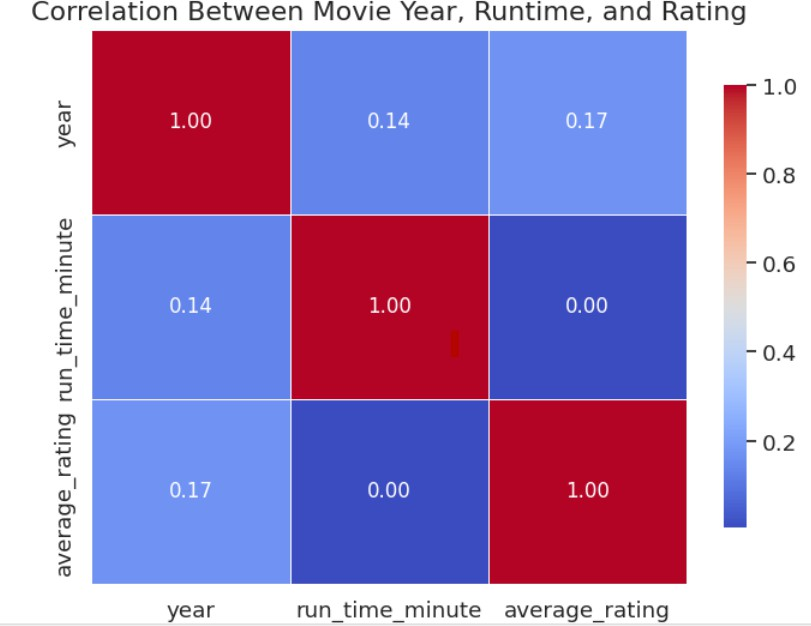 Correlation Between Movie Year, Runtime, and Rating
year
1.00
0.14
0.17
run_time_minute
0.14
1.00
0.00
average_rating
0.17
0.00
1.00
year
run_time_minute
average_rating
1.0
0.8
0.6
0.4
0.2